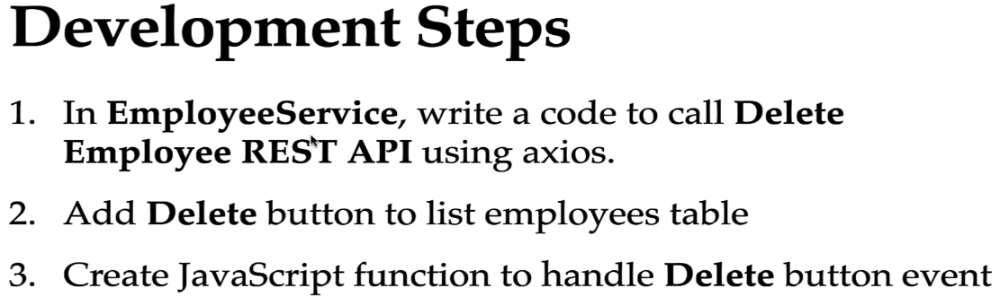 Development Steps
1. In EmployeeService, write a code to call Delete
Employee REST API using axios.
2. Add Delete button to list employees table
3. Create JavaScript function to handle Delete button event